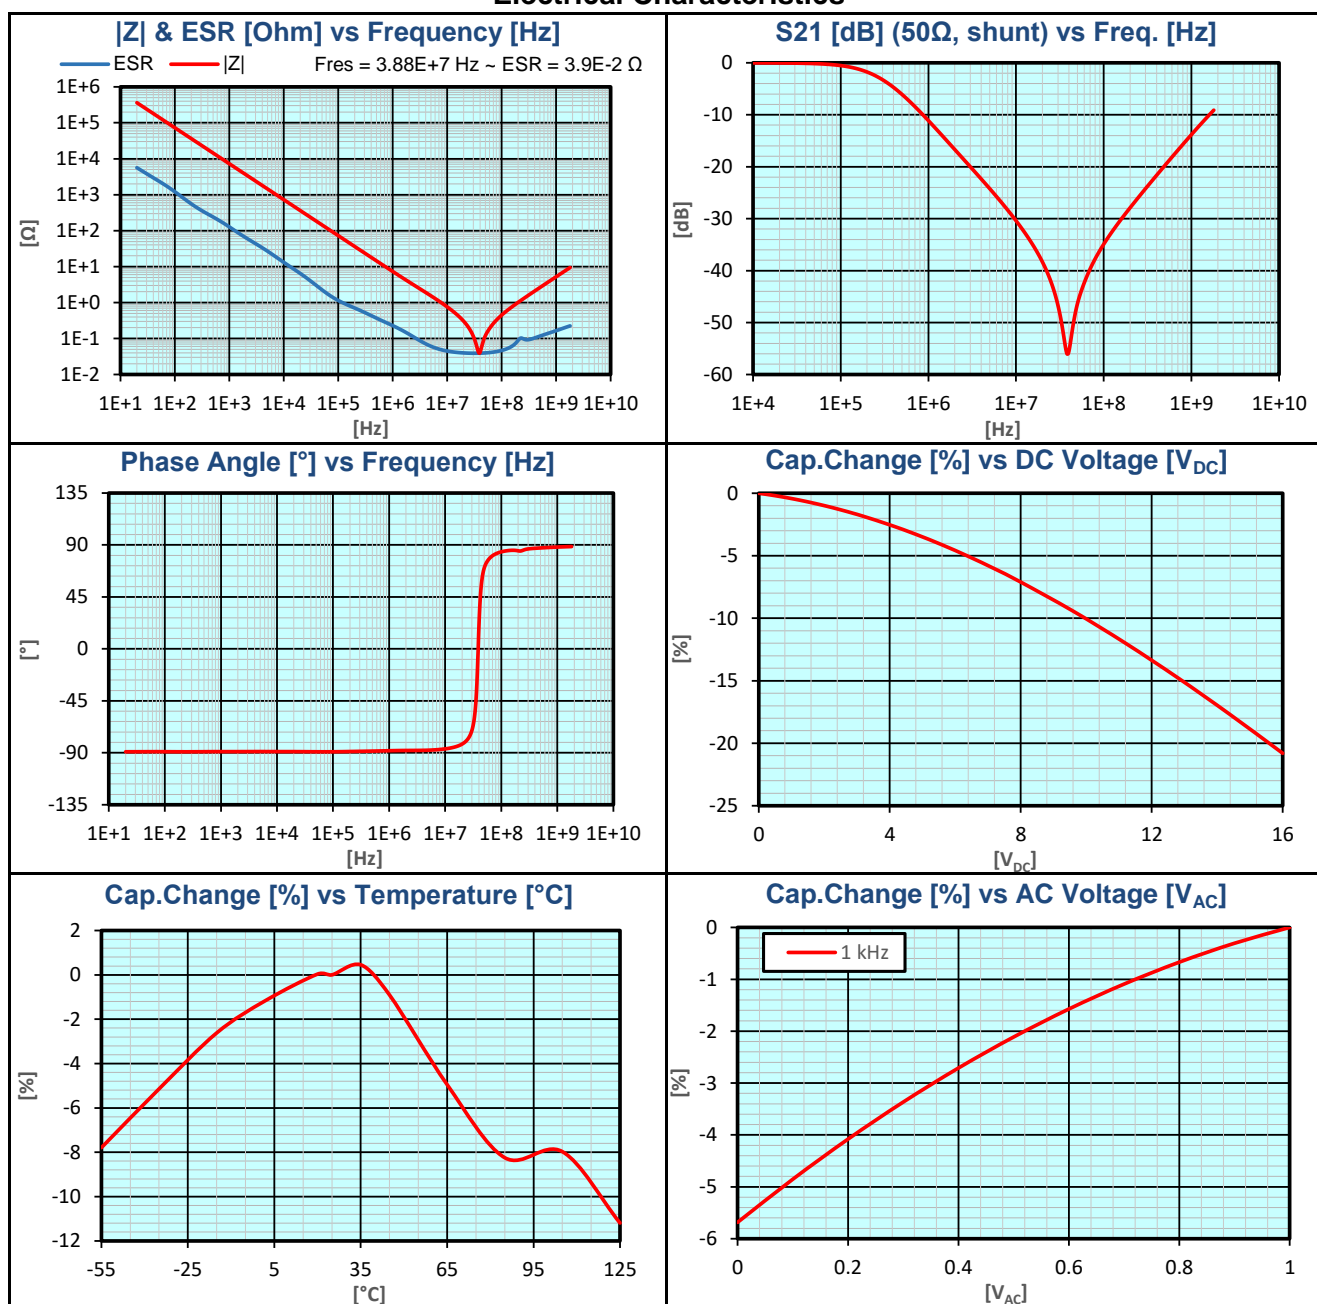 Electrical Characteristics
|Z| & ESR [Ohm] vs Frequency [Hz]
ESR |Z| Fres = 3.88E+7 Hz ~ ESR = 3.9E-2 Ω
1E+6
1E+5
1E+4
1E+3
1E+2
1E+1
1E+0
1E-1
1E-2
[Ω]
1E+1 1E+2 1E+3 1E+4 1E+5 1E+6 1E+7 1E+8 1E+9 1E+10
[Hz]
S21 [dB] (50Ω, shunt) vs Freq. [Hz]
0
-10
-20
-30
-40
-50
-60
[dB]
1E+4 1E+5 1E+6 1E+7 1E+8 1E+9 1E+10
[Hz]
Phase Angle [°] vs Frequency [Hz]
135
90
45
0
-45
-90
-135
[°]
1E+1 1E+2 1E+3 1E+4 1E+5 1E+6 1E+7 1E+8 1E+9 1E+10
[Hz]
Cap.Change [%] vs DC Voltage [VDC]
0
-5
-10
-15
-20
-25
[%]
0 4 8 12 16
[VDC]
Cap.Change [%] vs Temperature [°C]
2
0
-2
-4
-6
-8
-10
-12
[%]
-55 -25 5 35 65 95 125
[°C]
Cap.Change [%] vs AC Voltage [VAC]
1 kHz
0
-1
-2
-3
-4
-5
-6
[%]
0 0.2 0.4 0.6 0.8 1
[VAC]